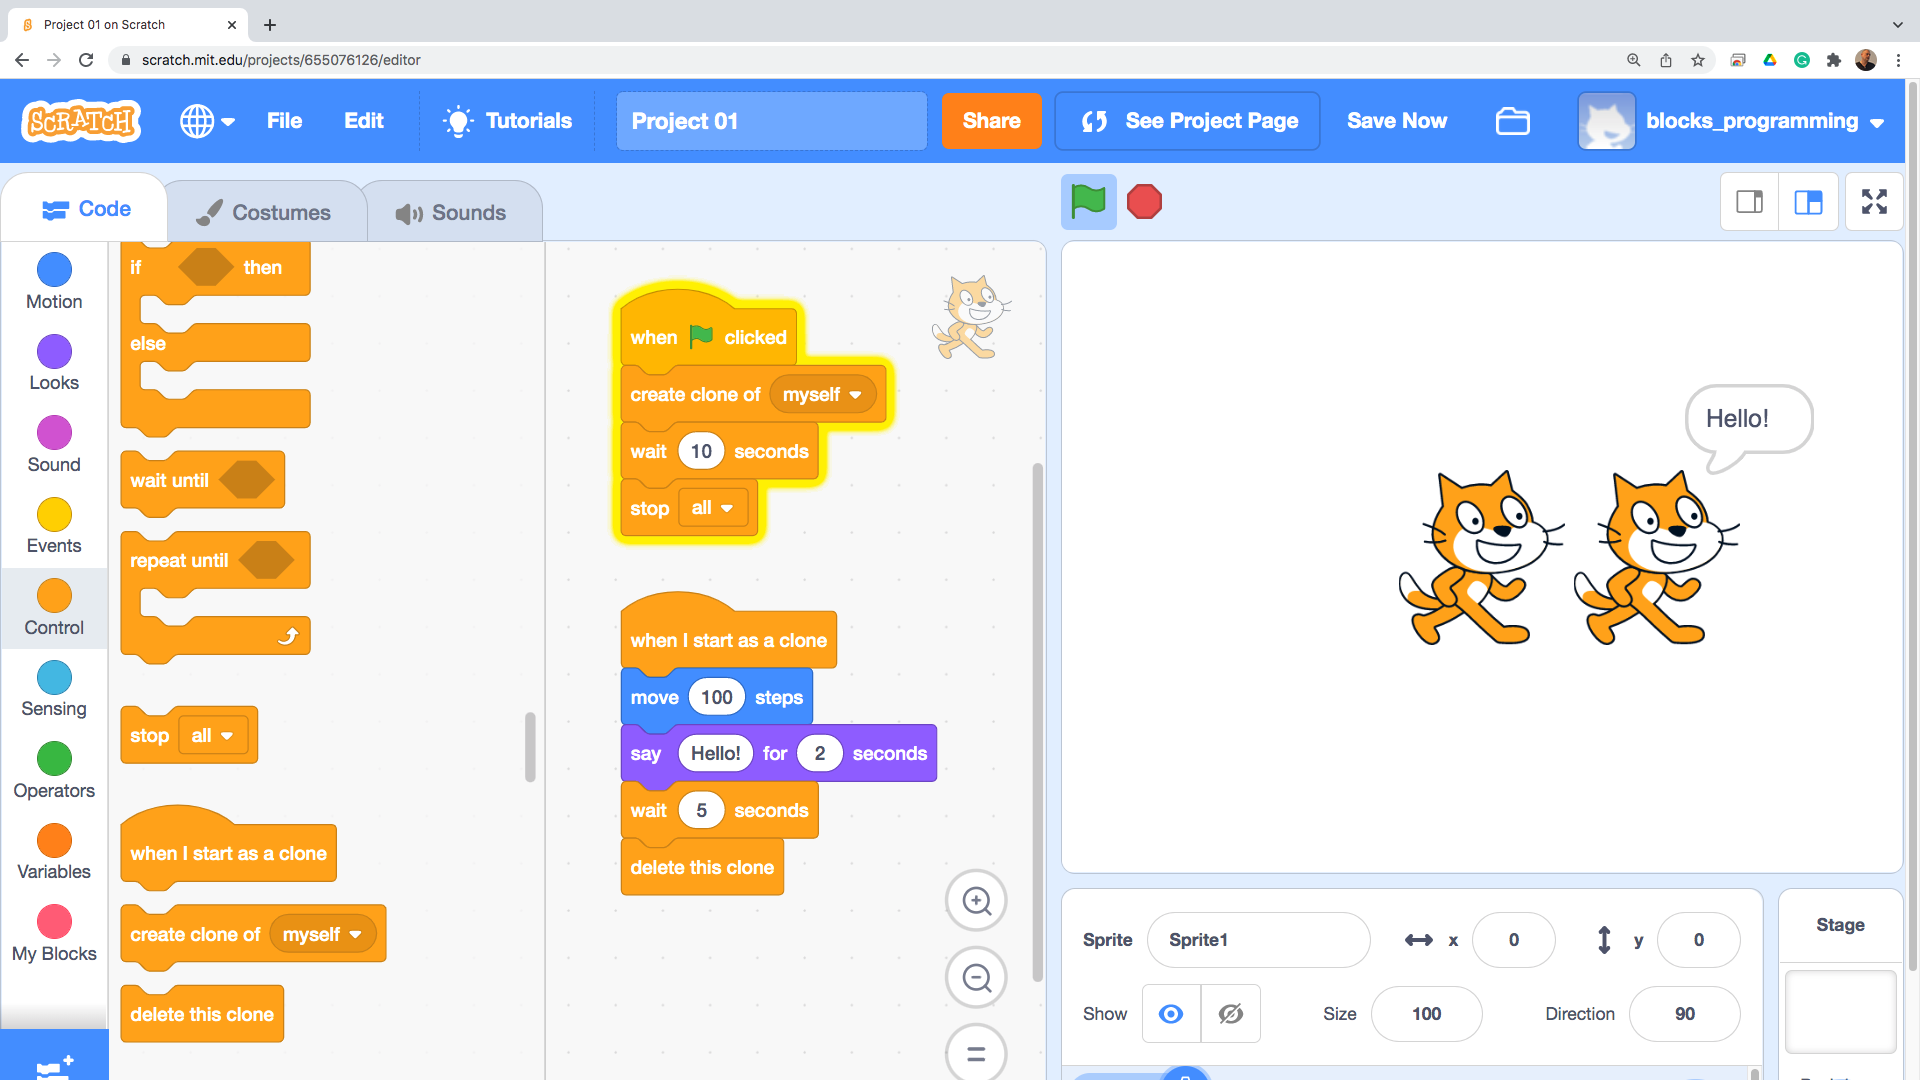 Project 01 on Scratch
scratch.mit.edu/projects/655076126/editor
SCRATCH
File
Edit
Tutorials
Project 01
Share
See Project Page
Save Now
blocks_programming
Code
Costumes
Sounds
Motion
Looks
Sound
Events
Control
Sensing
Operators
Variables
My Blocks
if then
else
wait until
repeat until
stop all
when I start as a clone
create clone of myself
delete this clone
when clicked
create clone of myself
wait 10 seconds
stop all
when I start as a clone
move 100 steps
say Hello! for 2 seconds
wait 5 seconds
delete this clone
Hello!
Sprite Sprite1 x 0 y 0
Show Size 100 Direction 90
Stage